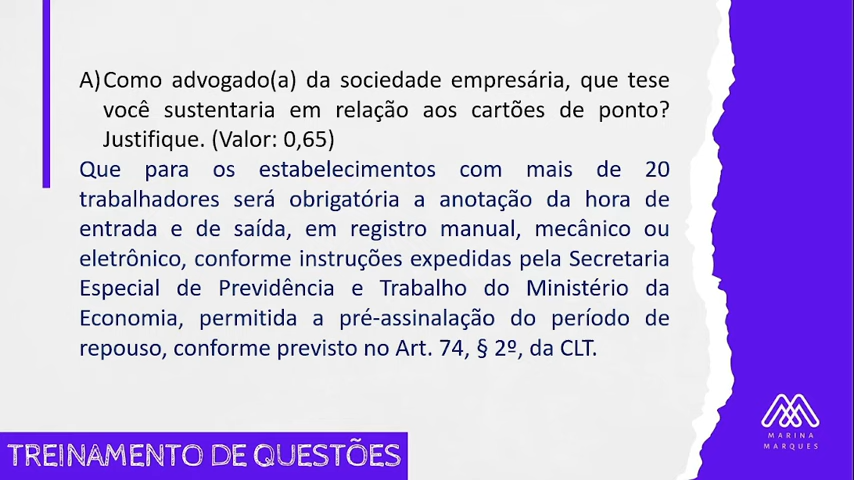 A) Como advogado(a) da sociedade empresária, que tese
você sustentaria em relação aos cartões de ponto?
Justifique. (Valor: 0,65)
Que para os estabelecimentos com mais de 20
trabalhadores será obrigatória a anotação da hora de
entrada e de saída, em registro manual, mecânico ou
eletrônico, conforme instruções expedidas pela Secretaria
Especial de Previdência e Trabalho do Ministério da
Economia, permitida a pré-assinalação do período de
repouso, conforme previsto no Art. 74, § 2º, da CLT.
MARINA
MARQUES
TREINAMENTO DE QUESTÕES